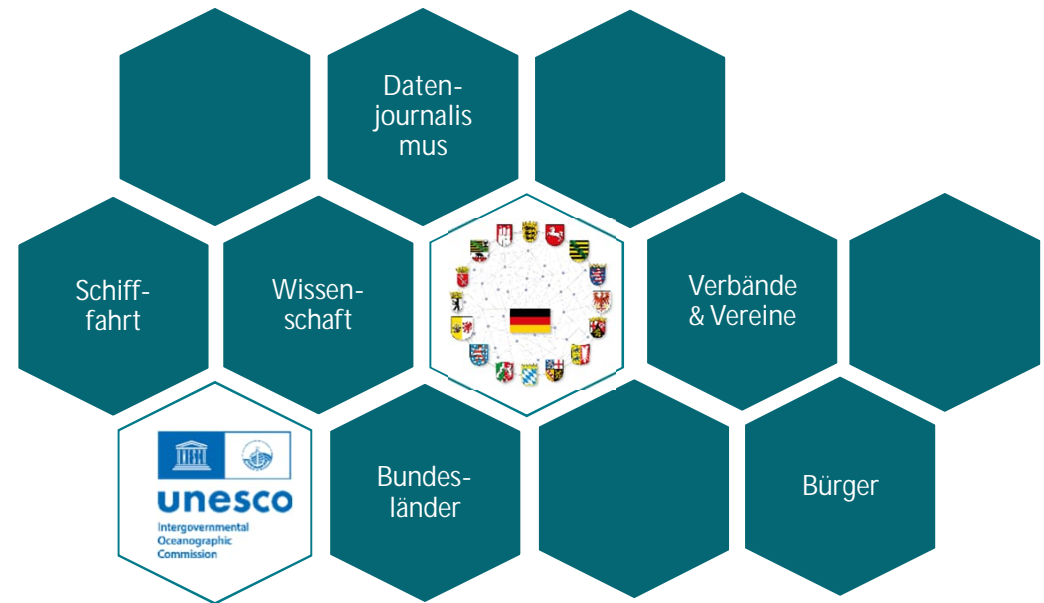 Daten-
journalis
mus
Schiff-
fahrt
Wissen-
schaft
Verbände
& Vereine
unesco
Intergovernmental
Oceanographic
Commission
Bundes-
länder
Bürger